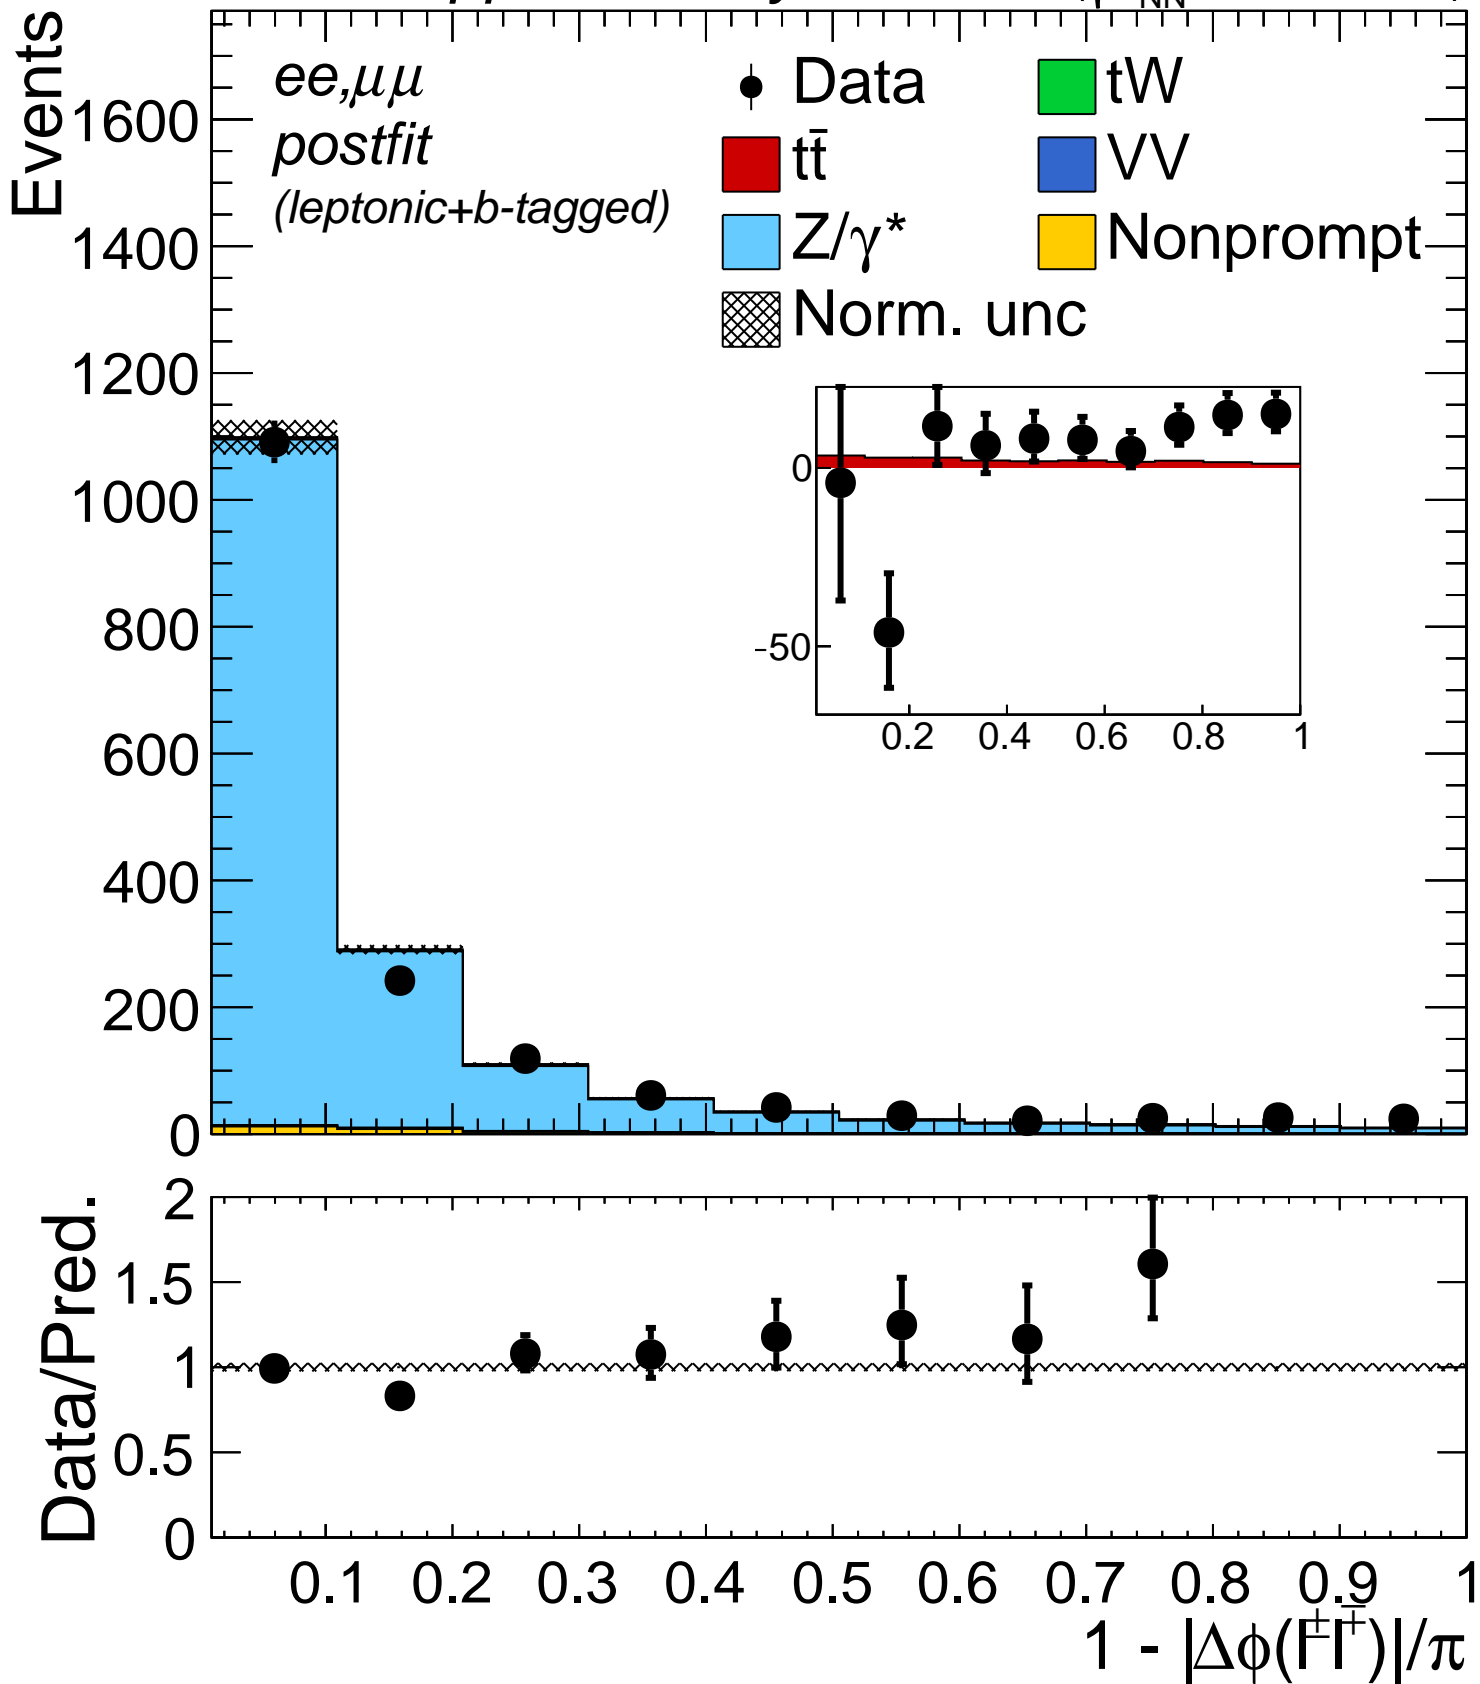 NN
Events
ee,μμ
postfit
(leptonic+b-tagged)
Data
tt̄
Z/γ*
Norm. unc
tW
VV
Nonprompt
1600
1400
1200
1000
800
600
400
200
0
0
-50
0.2 0.4 0.6 0.8 1
Data/Pred.
2
1.5
1
0.5
0
0.1 0.2 0.3 0.4 0.5 0.6 0.7 0.8 0.9 1
1 - |Δϕ(l±l∓)|/π